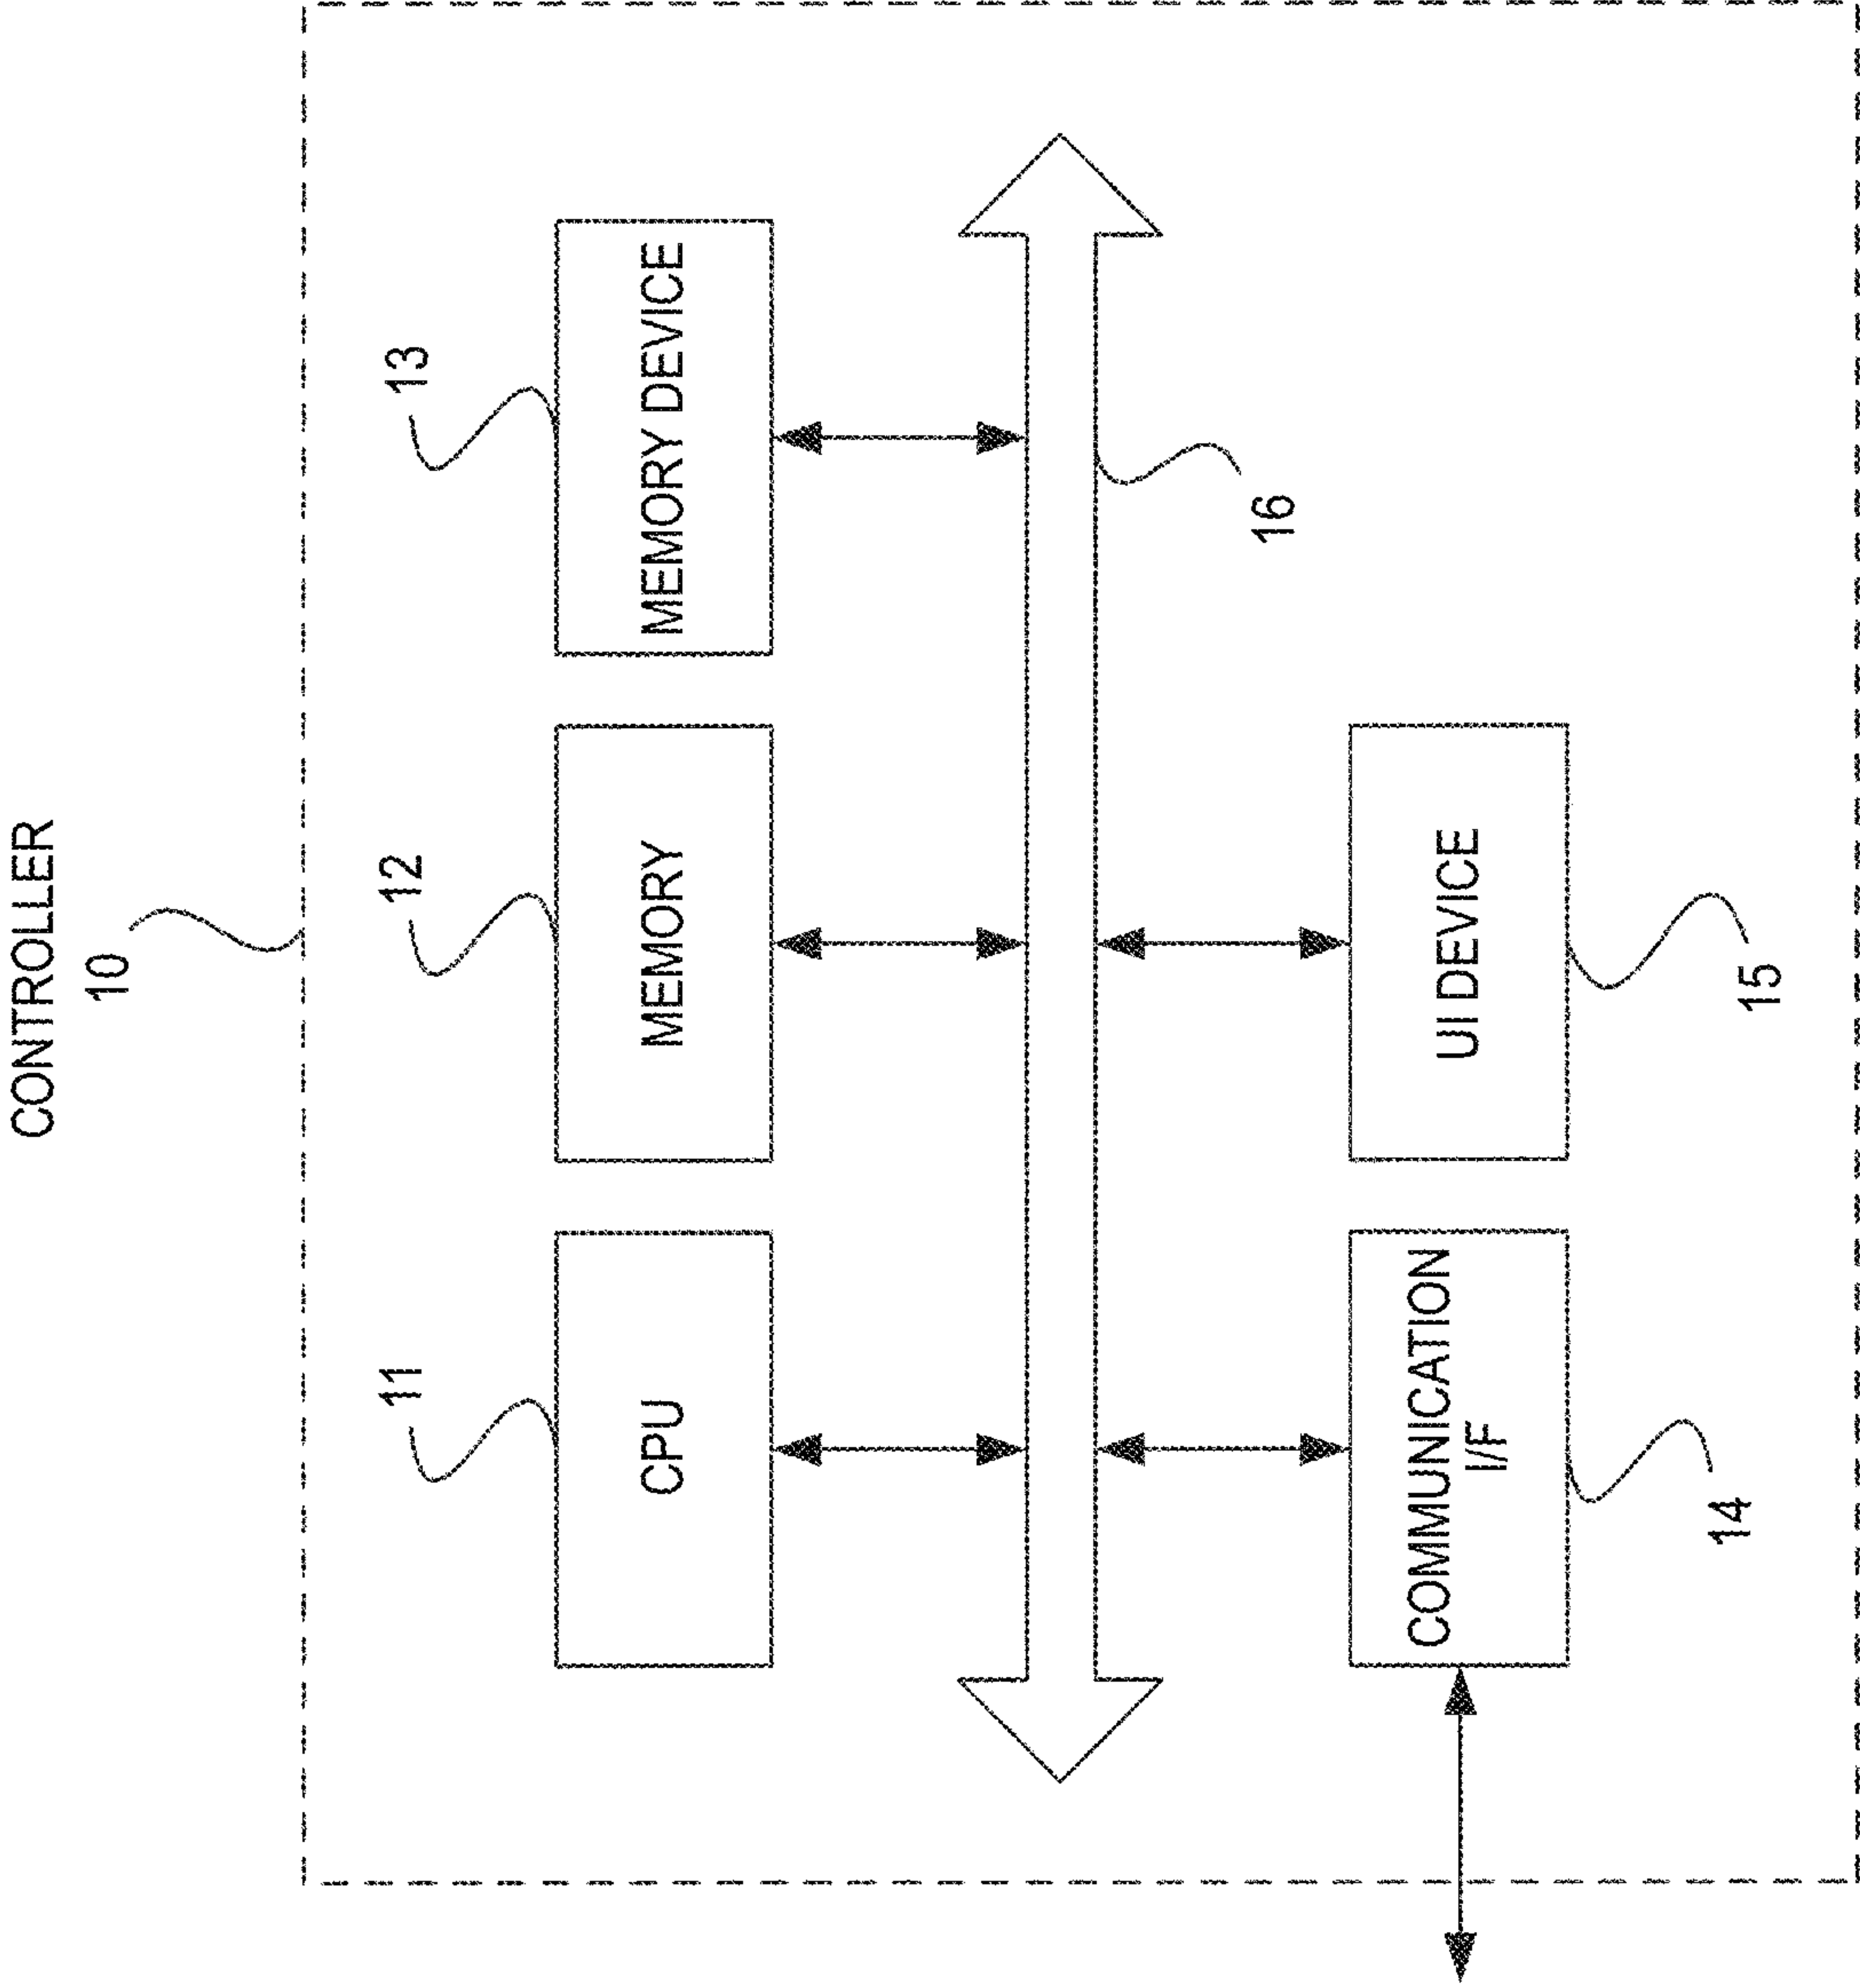 CONTROLLER
10
11
12
13
CPU
MEMORY
MEMORY DEVICE
16
COMMUNICATION
I/F
UI DEVICE
14
15